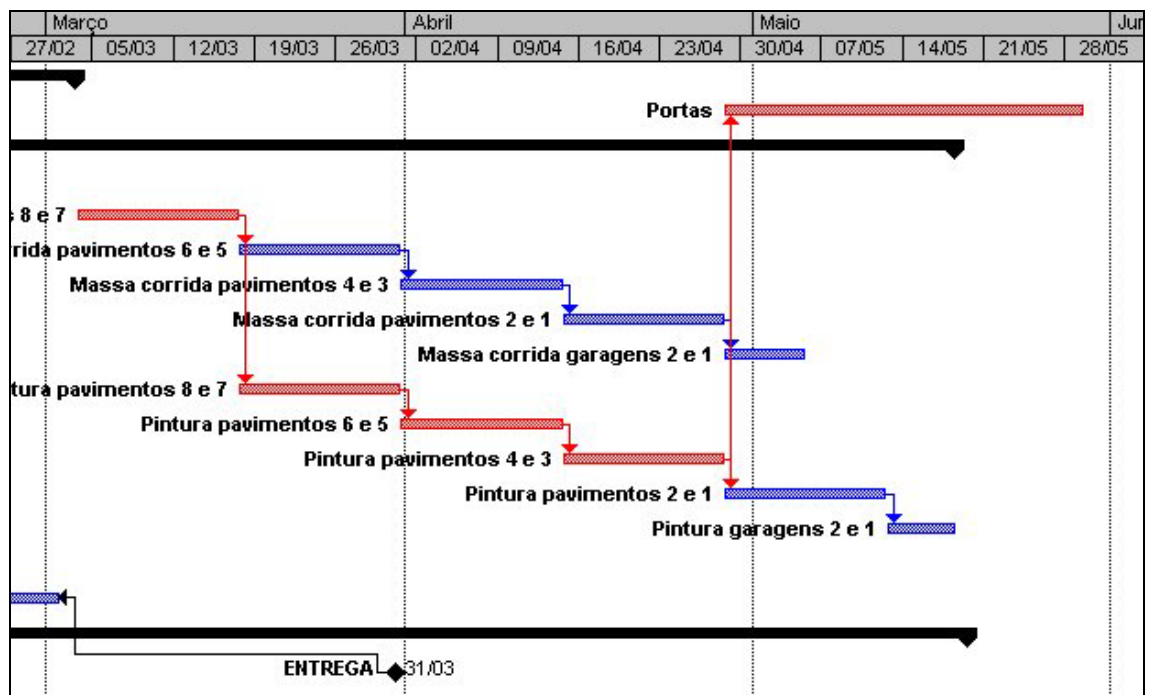 Março Abril Maio Jun
27/02 05/03 12/03 19/03 26/03 02/04 09/04 16/04 23/04 30/04 07/05 14/05 21/05 28/05
Portas
s 8 e 7
rrida pavimentos 6 e 5
Massa corrida pavimentos 4 e 3
Massa corrida pavimentos 2 e 1
Massa corrida garagens 2 e 1
tura pavimentos 8 e 7
Pintura pavimentos 6 e 5
Pintura pavimentos 4 e 3
Pintura pavimentos 2 e 1
Pintura garagens 2 e 1
ENTREGA 31/03